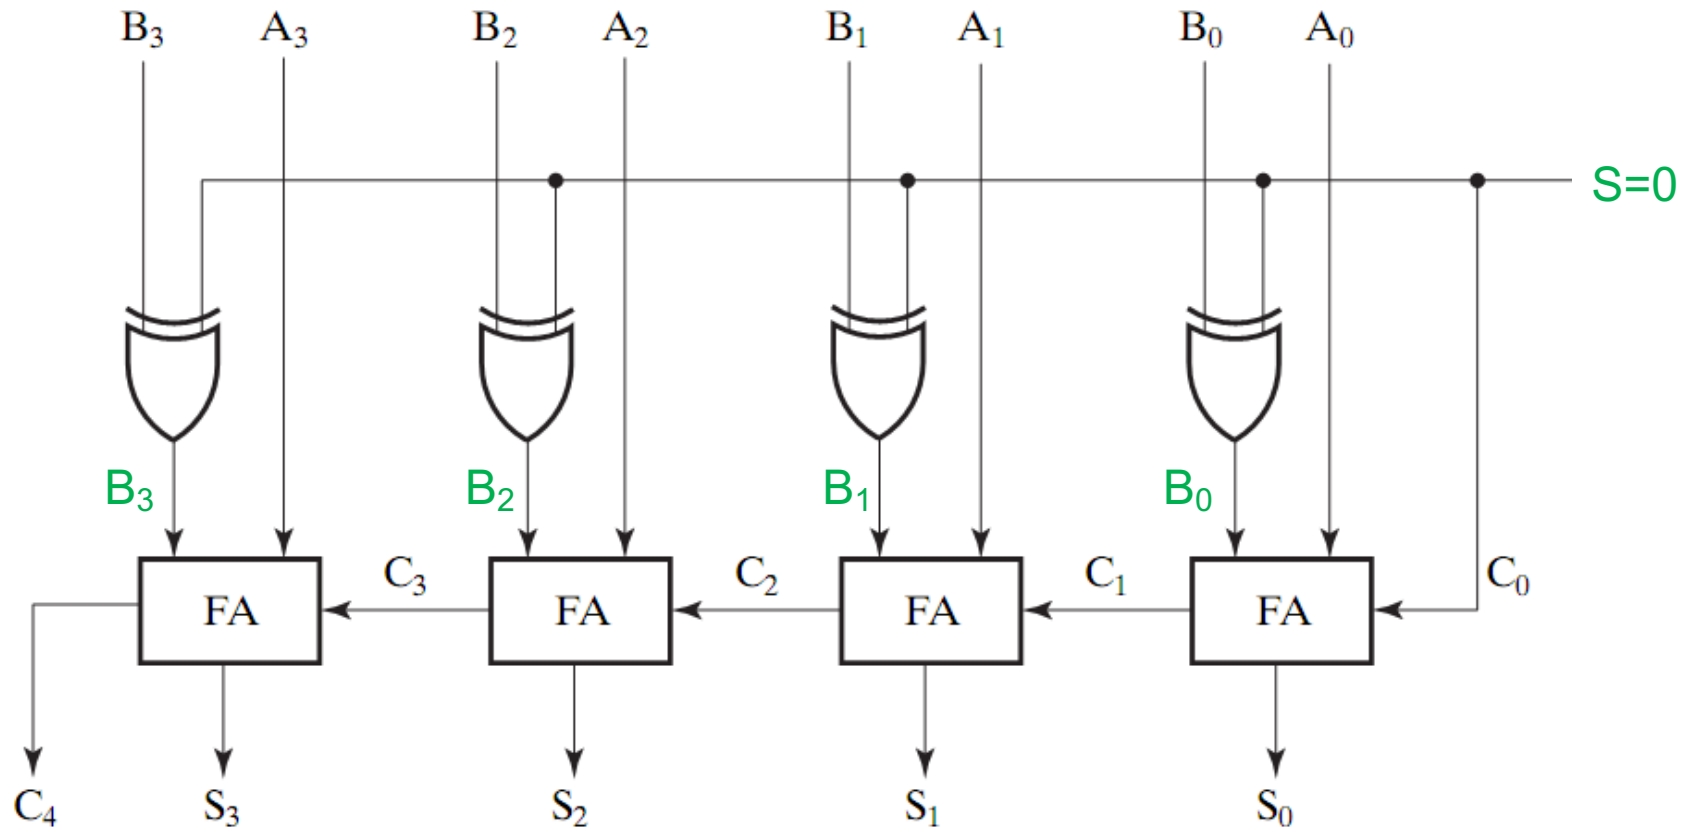 B₃ A₃ B₂ A₂ B₁ A₁ B₀ A₀
S=0
B₃ B₂ B₁ B₀
FA C₃ FA C₂ FA C₁ FA C₀
C₄ S₃ S₂ S₁ S₀